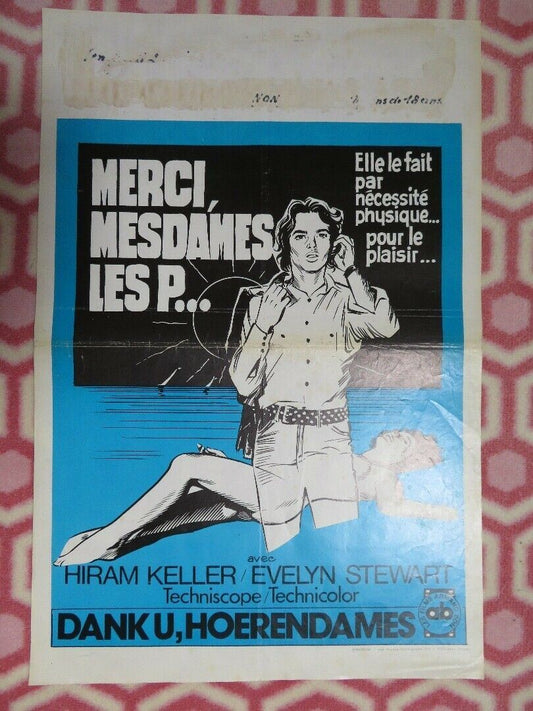 NON
MERCI,
MESDAMES
LES P...
Elle le fait
par
nécessité
physique...
pour le
plaisir...
avec
HIRAM KELLER / EVELYN STEWART
Techniscope / Technicolor
DANK U, HOERENDAMES